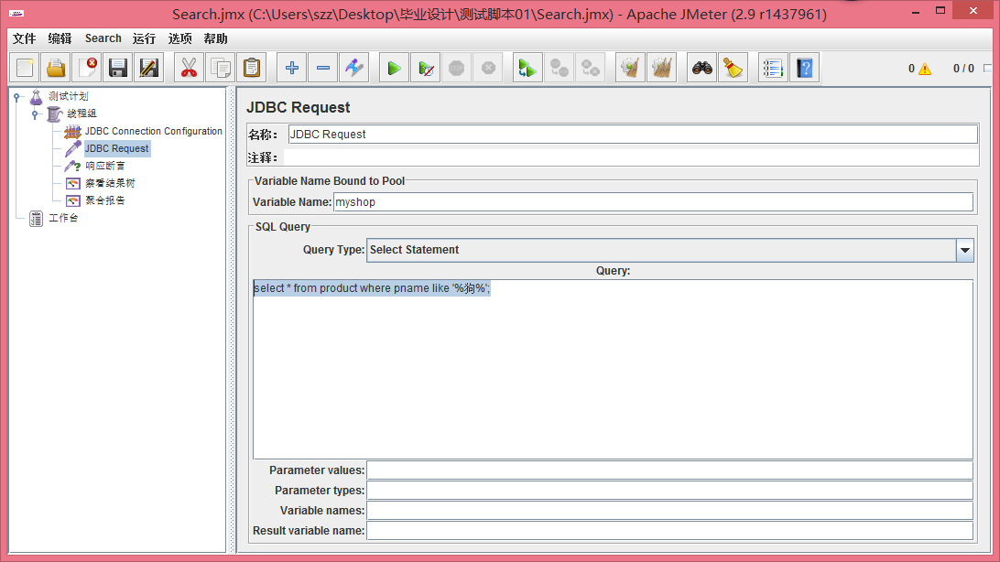 Search.jmx (C:\Users\szz\Desktop\毕业设计\测试脚本01\Search.jmx) - Apache JMeter (2.9 r1437961)
文件 编辑 Search 运行 选项 帮助
0 0 / 0
测试计划
线程组
JDBC Connection Configuration
JDBC Request
响应断言
察看结果树
聚合报告
工作台
JDBC Request
名称: JDBC Request
注释:
Variable Name Bound to Pool
Variable Name: myshop
SQL Query
Query Type: Select Statement
Query:
select * from product where pname like '%狗%';
Parameter values:
Parameter types:
Variable names:
Result variable name: